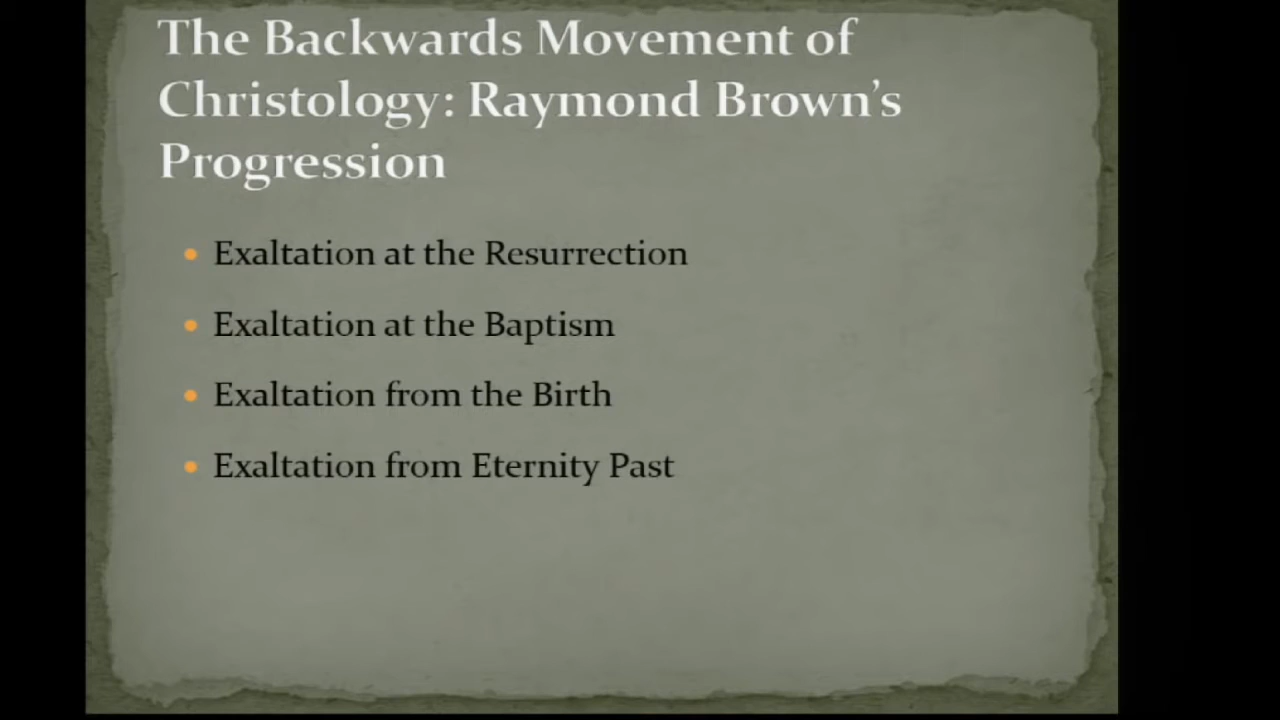 The Backwards Movement of
Christology: Raymond Brown’s
Progression
• Exaltation at the Resurrection
• Exaltation at the Baptism
• Exaltation from the Birth
• Exaltation from Eternity Past